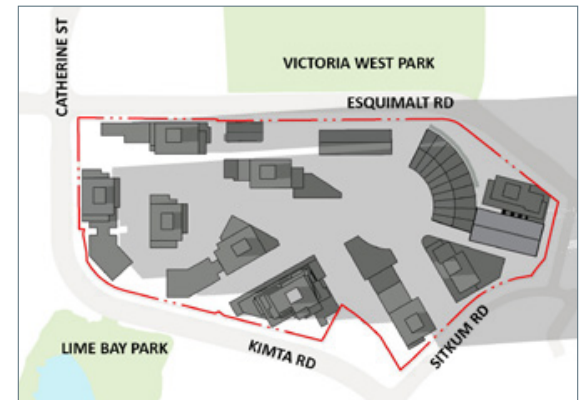 CATHERINE ST
VICTORIA WEST PARK
ESQUIMALT RD
LIME BAY PARK
KIMTA RD
SITKUM RD